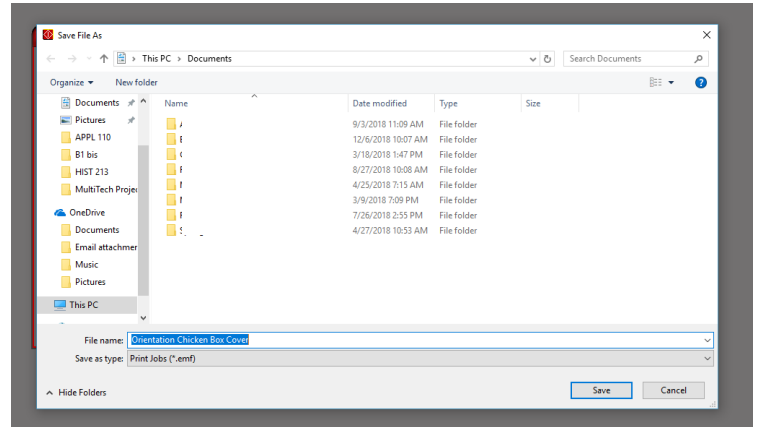 Save File As
This PC > Documents
Search Documents
Organize New folder
Name Date modified Type Size
Documents
Pictures
APPL 110
B1 bis
HIST 213
MultiTech Projec
OneDrive
Documents
Email attachmer
Music
Pictures
This PC
9/3/2018 11:09 AM File folder
12/6/2018 10:07 AM File folder
3/18/2018 1:47 PM File folder
8/27/2018 10:08 AM File folder
4/25/2018 7:15 AM File folder
3/9/2018 7:09 PM File folder
7/26/2018 2:55 PM File folder
4/27/2018 10:53 AM File folder
File name: Orientation Chicken Box Cover
Save as type: Print Jobs (*.emf)
Hide Folders
Save Cancel